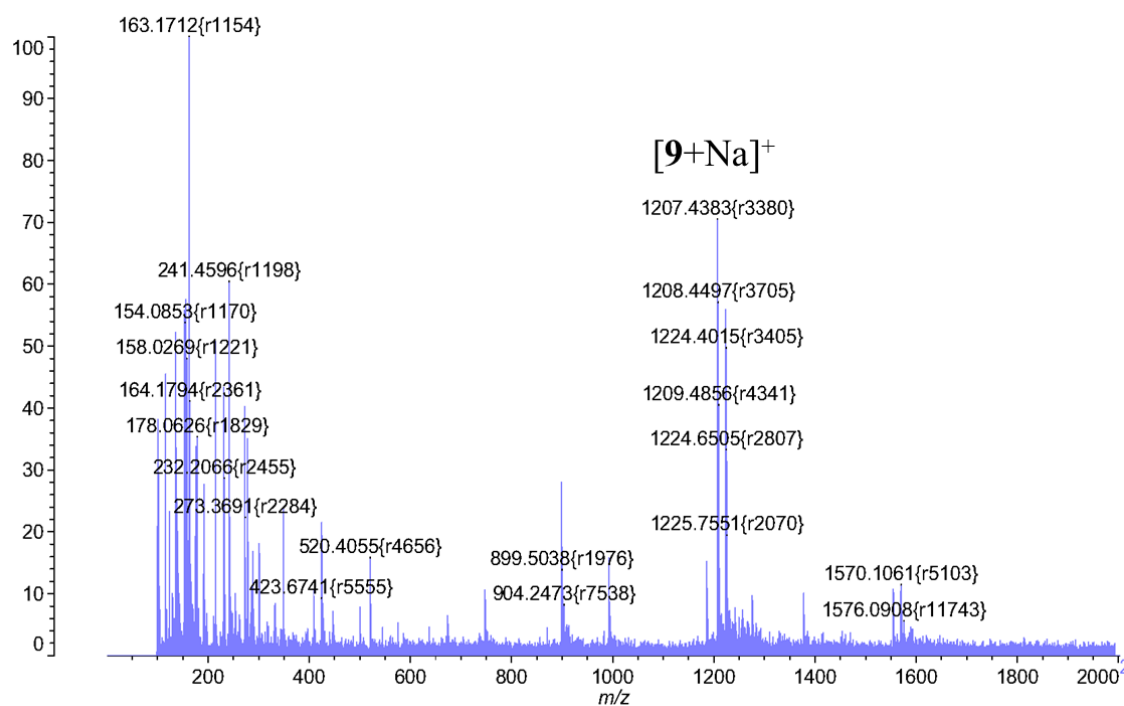 163.1712{r1154}
100
90
80
[9+Na]+
70
1207.4383{r3380}
60
241.4596{r1198}
1208.4497{r3705}
154.0853{r1170}
1224.4015{r3405}
50
158.0269{r1221}
1209.4856{r4341}
164.1794{r2361}
40
178.0626{r1829}
1224.6505{r2807}
30
232.2066{r2455}
273.3691{r2284}
1225.7551{r2070}
20
520.4055{r4656}
899.5038{r1976}
1570.1061{r5103}
10
423.6741{r5555}
904.2473{r7538}
1576.0908{r11743}
0
200 400 600 800 1000 1200 1400 1600 1800 2000
m/z